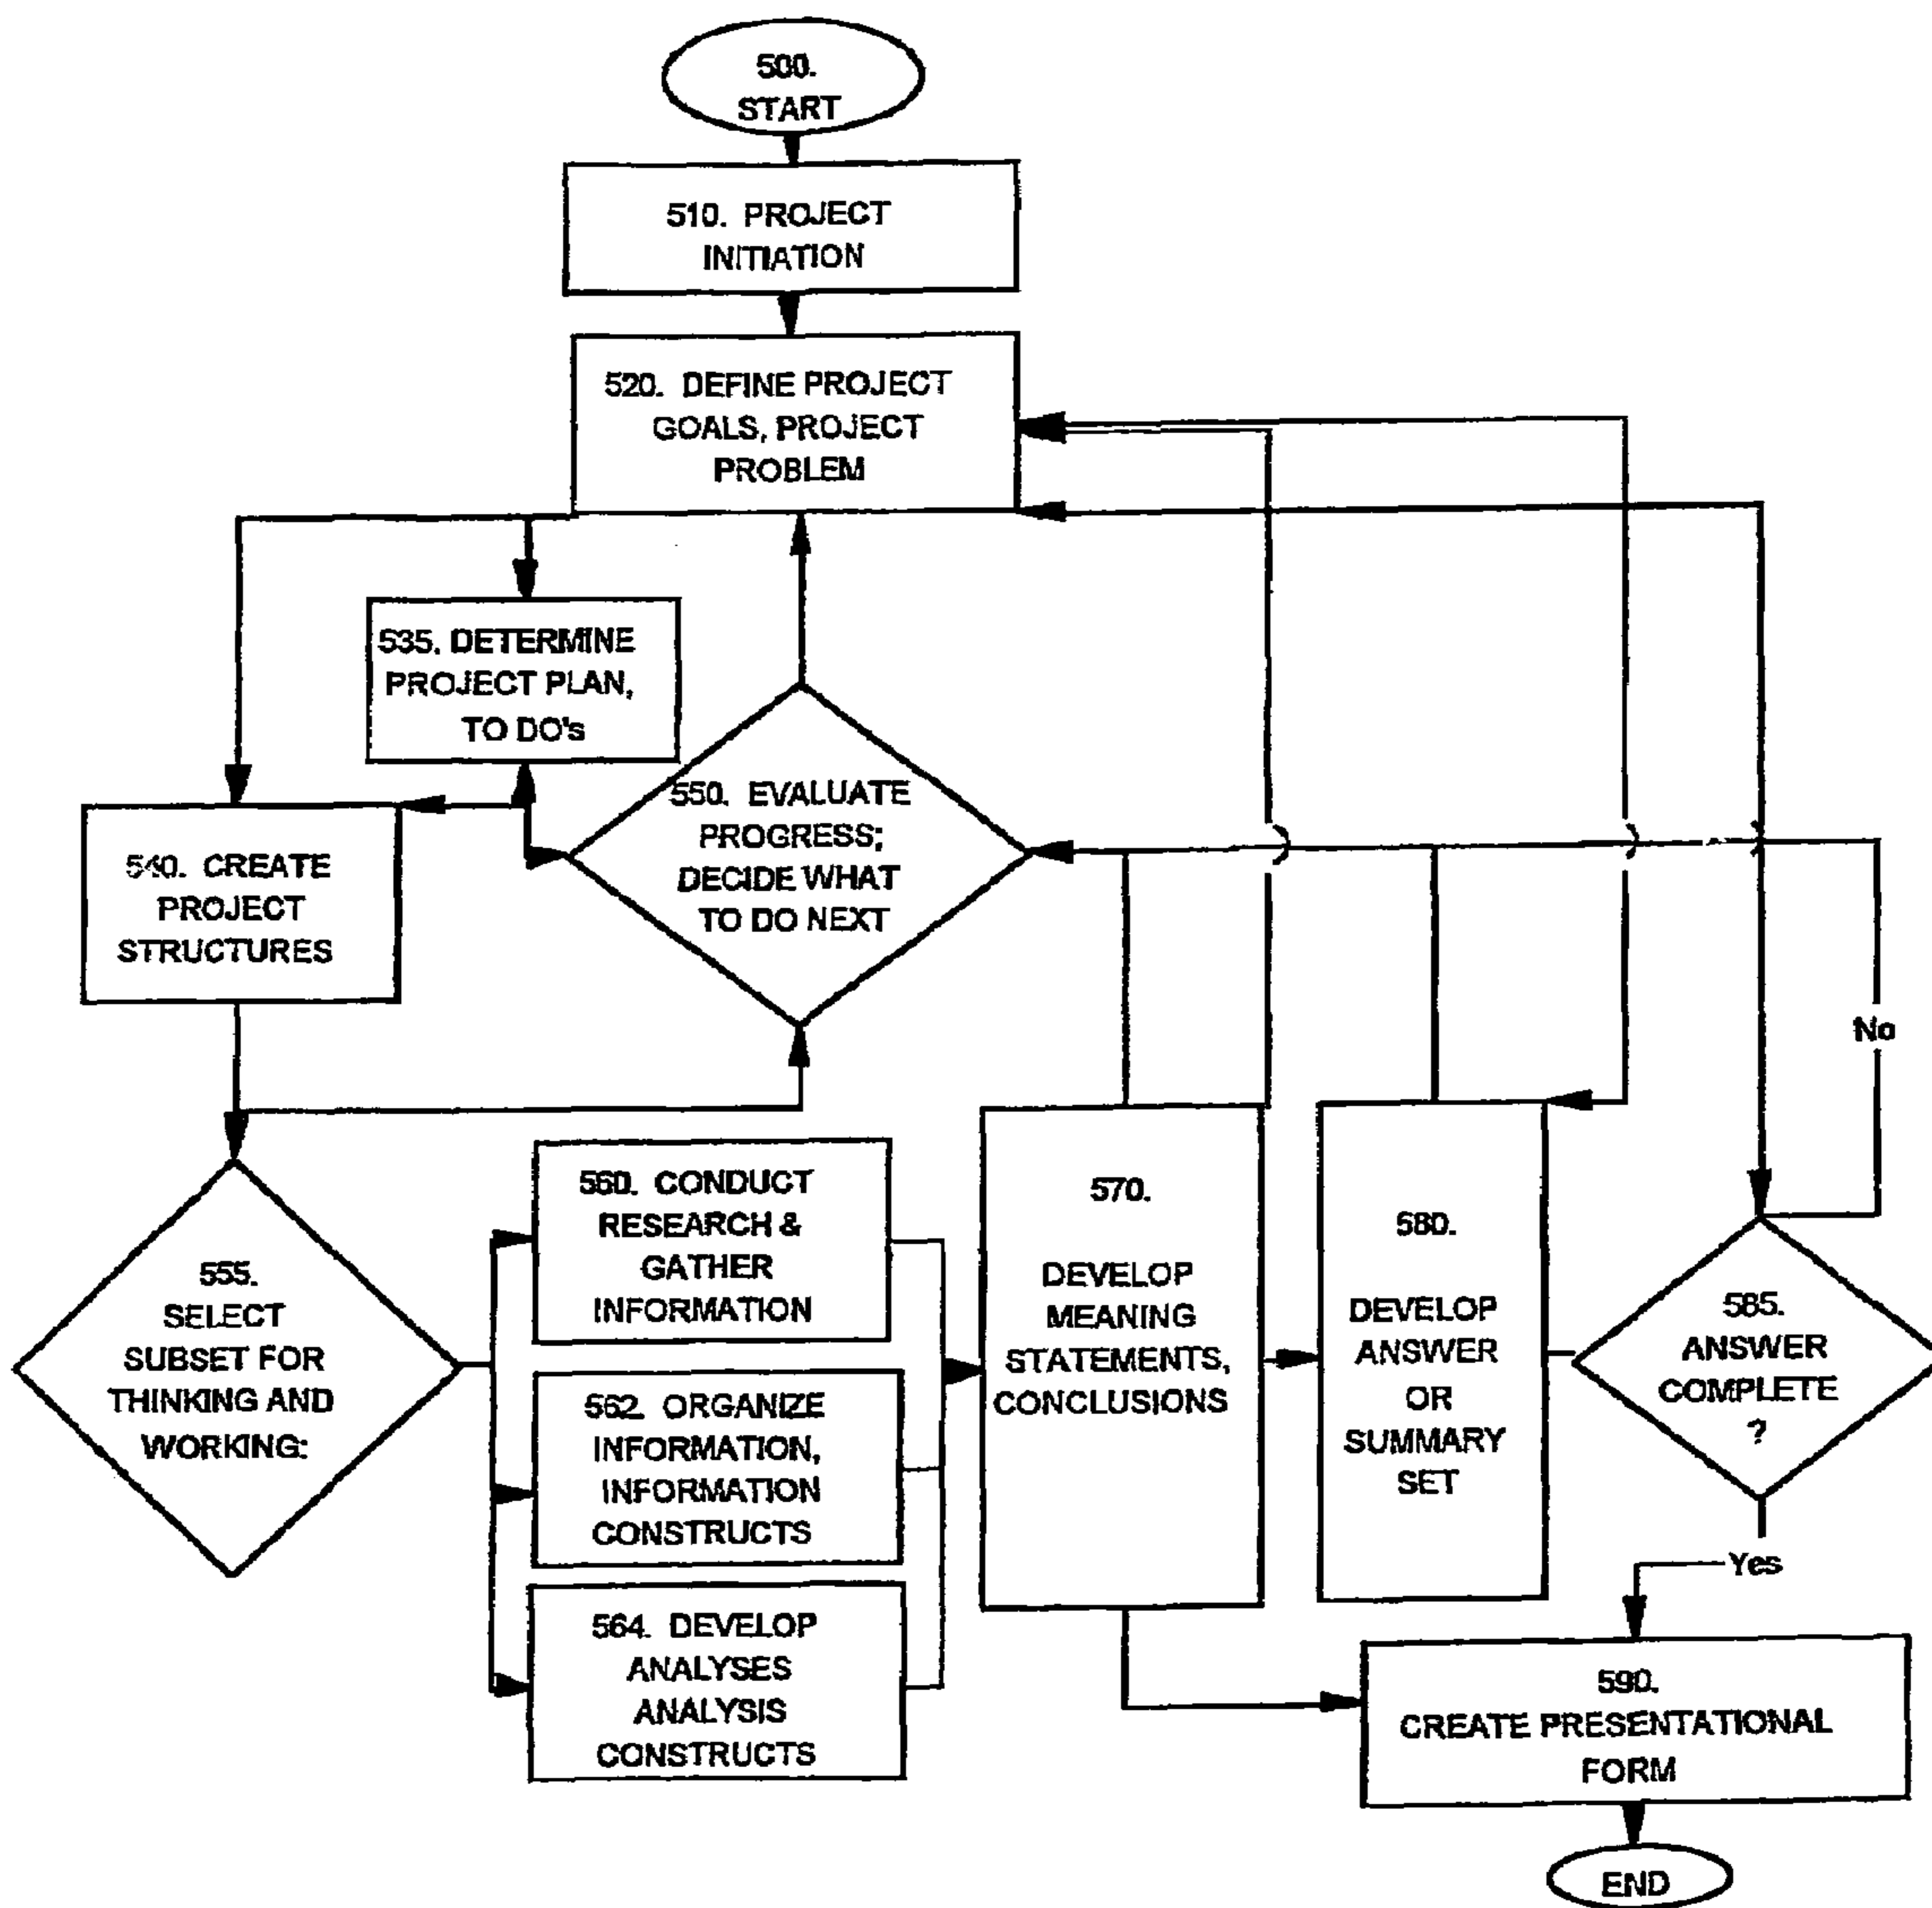 500.
START
510. PROJECT
INITIATION
520. DEFINE PROJECT
GOALS, PROJECT
PROBLEM
535. DETERMINE
PROJECT PLAN,
TO DO's
550. EVALUATE
PROGRESS;
DECIDE WHAT
TO DO NEXT
540. CREATE
PROJECT
STRUCTURES
No
555.
SELECT
SUBSET FOR
THINKING AND
WORKING:
560. CONDUCT
RESEARCH &
GATHER
INFORMATION
562. ORGANIZE
INFORMATION,
INFORMATION
CONSTRUCTS
564. DEVELOP
ANALYSES
ANALYSIS
CONSTRUCTS
570.
DEVELOP
MEANING
STATEMENTS,
CONCLUSIONS
580.
DEVELOP
ANSWER
OR
SUMMARY
SET
585.
ANSWER
COMPLETE
?
Yes
590.
CREATE PRESENTATIONAL
FORM
END